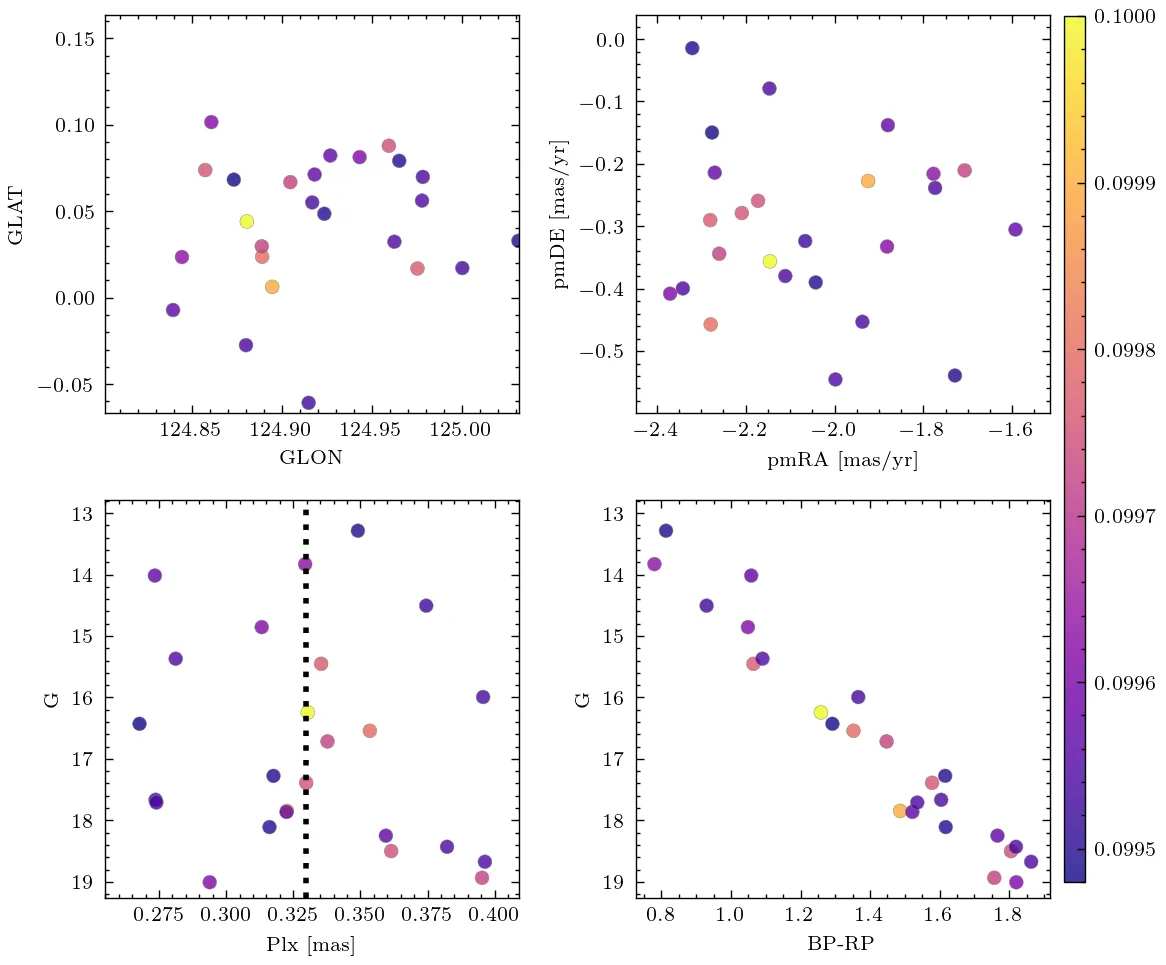 0.15
0.10
0.05
0.00
−0.05
GLAT
124.85 124.90 124.95 125.00
GLON
0.0
−0.1
−0.2
−0.3
−0.4
−0.5
pmDE [mas/yr]
−2.4 −2.2 −2.0 −1.8 −1.6
pmRA [mas/yr]
0.1000
0.0999
0.0998
0.0997
0.0996
0.0995
13
14
15
16
17
18
19
G
0.275 0.300 0.325 0.350 0.375 0.400
Plx [mas]
13
14
15
16
17
18
19
G
0.8 1.0 1.2 1.4 1.6 1.8
BP-RP